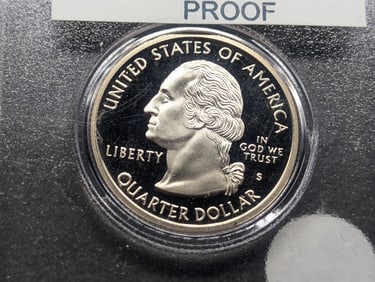 PROOF
UNITED STATES OF AMERICA
LIBERTY
IN
GOD WE
TRUST
S
QUARTER DOLLAR